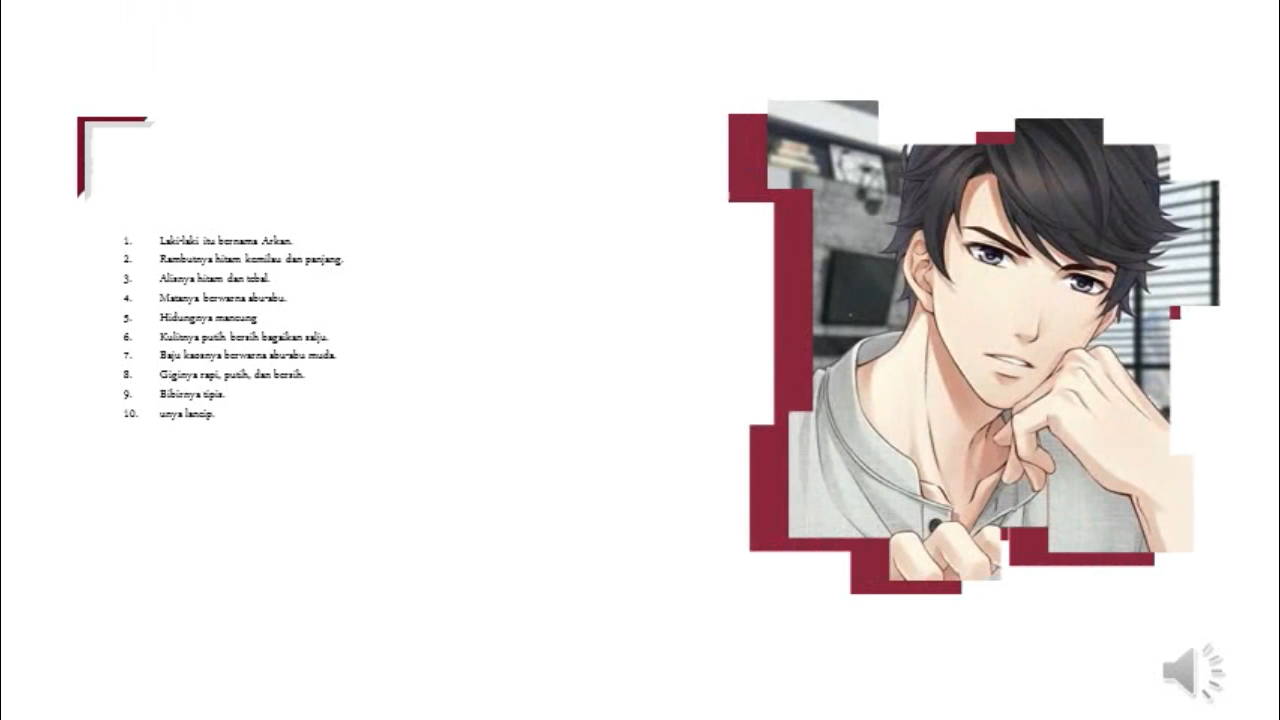 1. Laki-laki itu bernama Arkan.
2. Rambutnya hitam kemilau dan panjang.
3. Alisnya hitam dan tebal.
4. Matanya berwarna abu-abu.
5. Hidungnya mancung
6. Kulitnya putih bersih bagaikan salju.
7. Baju kaosnya berwarna abu-abu muda.
8. Giginya rapi, putih, dan bersih.
9. Bibirnya tipis.
10. unya lancip.